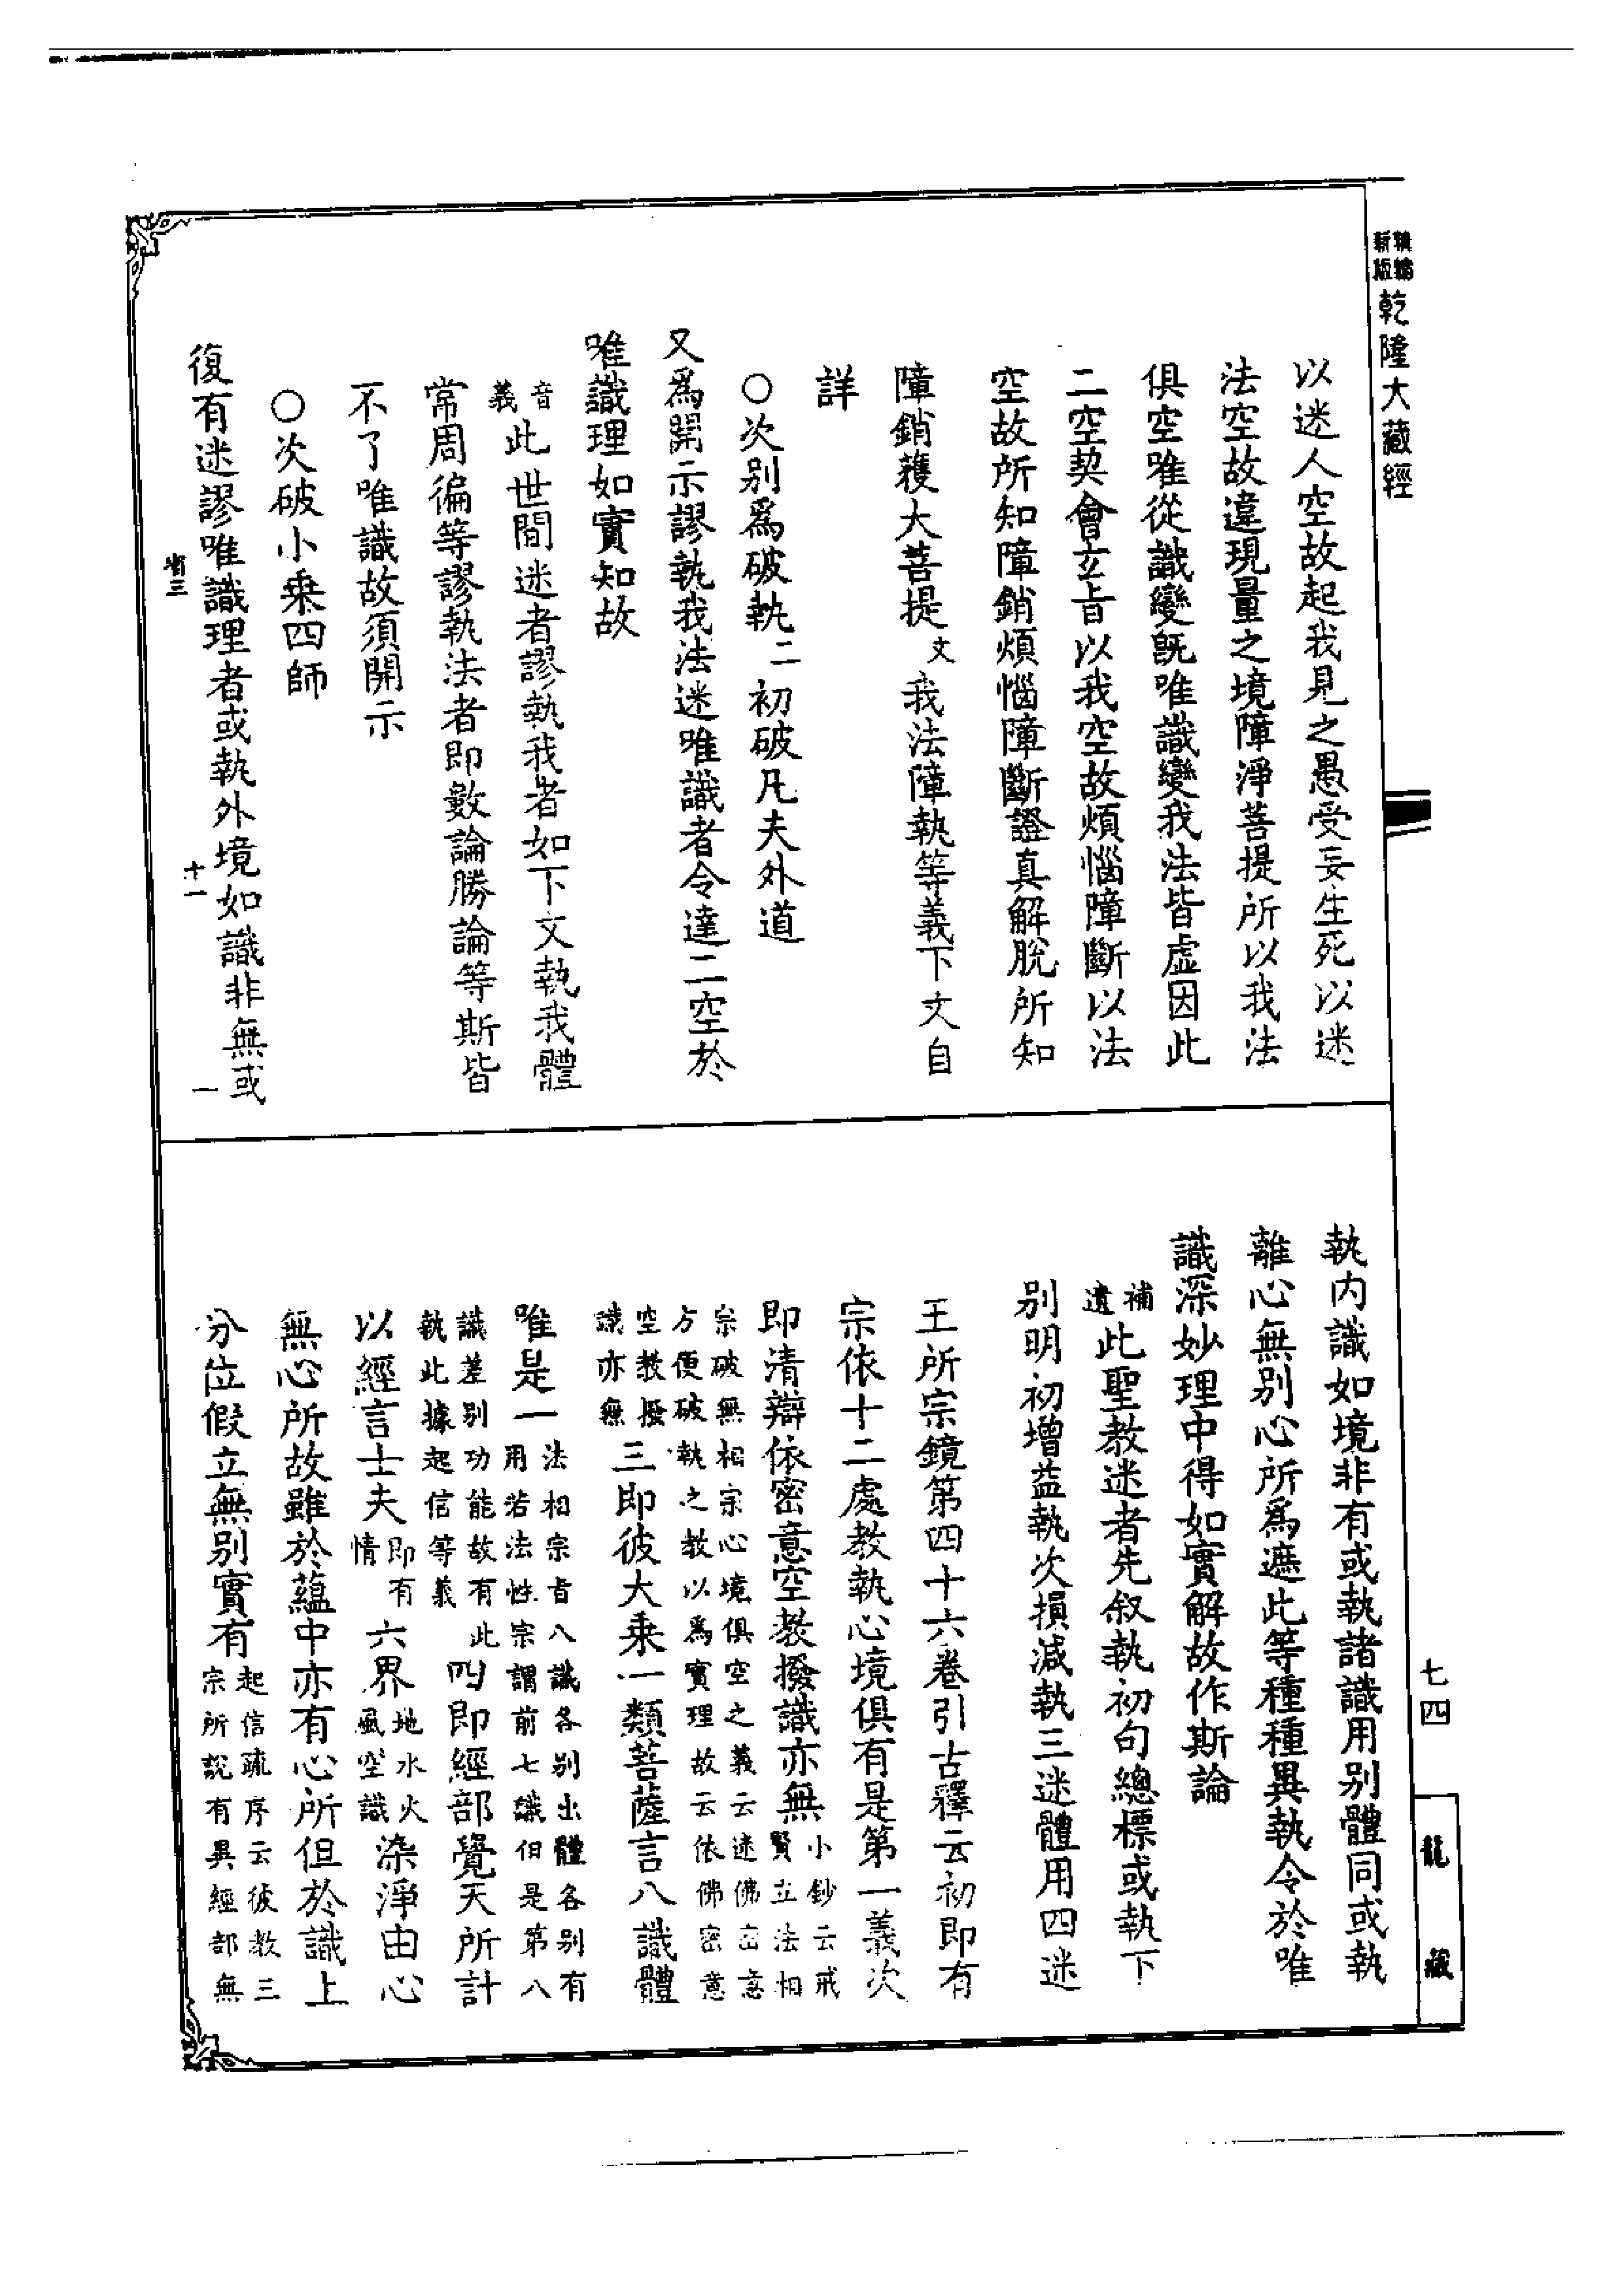 新版
乾隆大藏經
以迷人空故起我見之愚受妄生死以迷
法空故違現量之境障淨菩提所以我法
俱空唯從識變旣唯識變我法皆虛因此
二空契會玄旨以我空故煩惱障斷以法
空故所知障銷煩惱障斷證真解脫所知
障銷獲大菩提文我法障執等義下文自
詳
○次別爲破執二初破凡夫外道
又爲開示謬執我法迷唯識者令達二空於
唯識理如實知故
音義此世間迷者謬執我者如下文執我體
常周徧等謬執法者即數論勝論等斯皆
不了唯識故須開示
○次破小乘四師
復有迷謬唯識理者或執外境如識非無或
省三 十一 一
執內識如境非有或執諸識用別體同或執
離心無別心所爲遮此等種種異執令於唯
識深妙理中得如實解故作斯論
補遺此聖教迷者先叙執初句總標或執下
別明初增益執次損減執三迷體用四迷
王所宗鏡第四十六卷引古釋云初即有
宗依十二處教執心境俱有是第一義次
即清辯依密意空教撥識亦無小鈔云戒賢立法相
宗破無相宗心境俱空之義云迷佛密意方便破執之教以爲實理故云依佛密意
空教撥識亦無三即彼大乘一類菩薩言八識體
唯是一法相宗者八識各別出體各別有用若法性宗謂前七識但是第八
識差別功能故有此執此據起信等義四即經部覺天所計
以經言士夫即有情六界地水火風空識染淨由心
無心所故雖於蘊中亦有心所但於識上
分位假立無別實有起信疏序云彼教三宗所說有異經部無
七四
龍藏